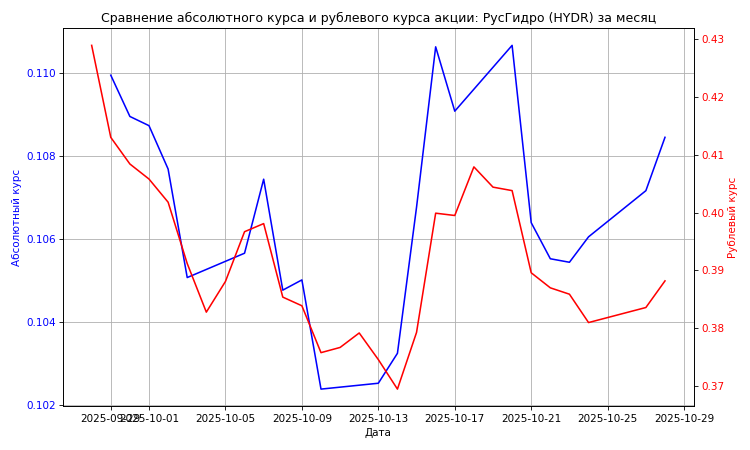 Сравнение абсолютного курса и рублевого курса акции: РусГидро (HYDR) за месяц
0.43
0.110
0.42
0.108
0.41
0.40
0.106
0.39
0.104
0.38
0.37
0.102
Абсолютный курс
Рублевый курс
2025-09-29 2025-10-01 2025-10-05 2025-10-09 2025-10-13 2025-10-17 2025-10-21 2025-10-25 2025-10-29
Дата